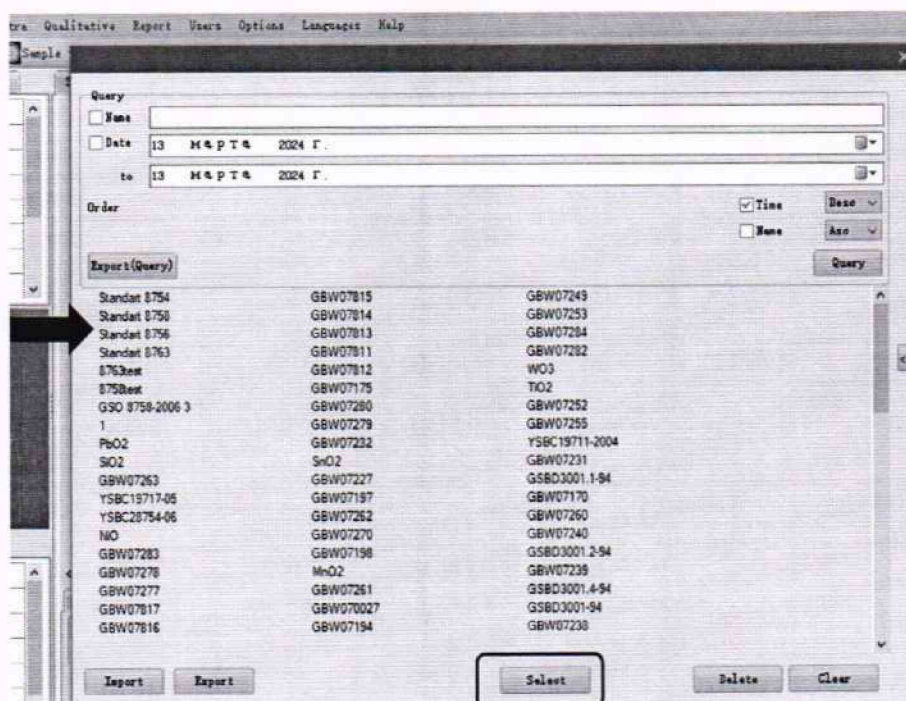 tra Qualitative Report Users Options Languages Help
Sample
Query
Name
Date 13 марта 2024 г.
to 13 марта 2024 г.
Order
Time Desc
Name Asc
Export(Query) Query
Standart 8754 GBW07815 GBW07249
Standart 8758 GBW07814 GBW07253
Standart 8756 GBW07813 GBW07284
Standart 8763 GBW07811 GBW07282
8763test GBW07812 WO3
8758test GBW07175 TiO2
GSO 8758-2006 3 GBW07280 GBW07252
1 GBW07279 GBW07255
PbO2 GBW07232 YSBC19711-2004
SiO2 SnO2 GBW07231
GBW07263 GBW07227 GSBD3001.1-94
YSBC19717-05 GBW07197 GBW07170
YSBC28754-06 GBW07262 GBW07260
NiO GBW07270 GBW07240
GBW07283 GBW07198 GSBD3001.2-94
GBW07278 MnO2 GBW07239
GBW07277 GBW07261 GSBD3001.4-94
GBW07817 GBW070027 GSBD3001-94
GBW07816 GBW07194 GBW07238
Import Export Select Delete Clear